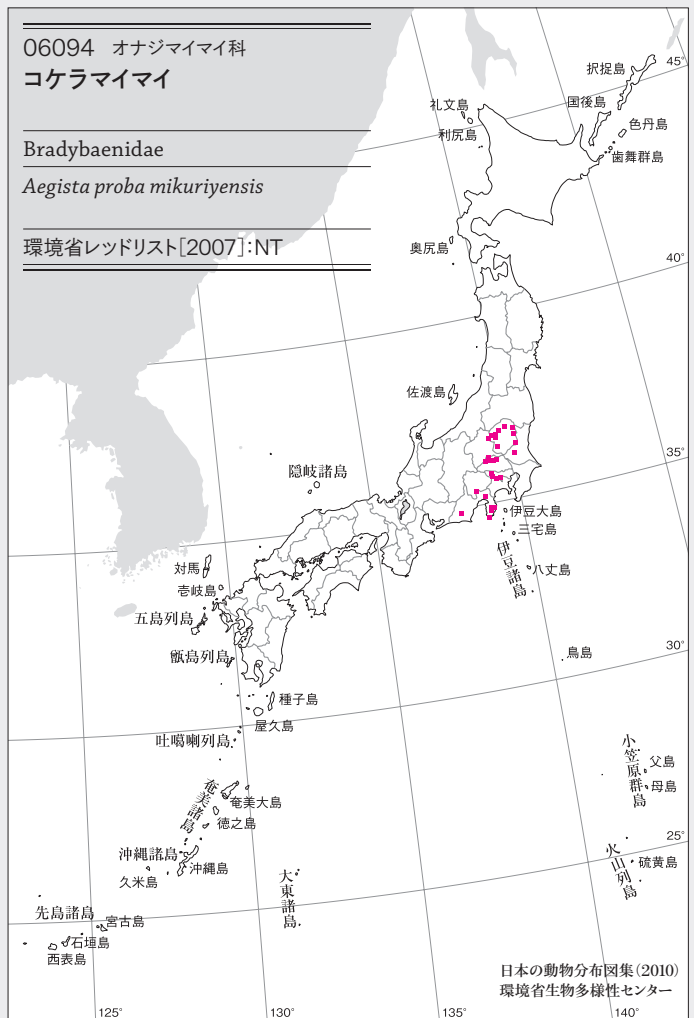 06094 オナジマイマイ科
コケラマイマイ
Bradybaenidae
Aegista proba mikuriyensis
環境省レッドリスト[2007]:NT
択捉島
45°
礼文島
国後島
色丹島
利尻島
歯舞群島
奥尻島
40°
佐渡島
35°
隠岐諸島
伊豆大島
三宅島
伊豆諸島
八丈島
対馬
壱岐島
五島列島
甑島列島
鳥島
30°
種子島
屋久島
吐噶喇列島
小笠原群島
父島
母島
奄美諸島
奄美大島
徳之島
25°
沖縄諸島
沖縄島
久米島
大東諸島
火山列島
硫黄島
先島諸島
宮古島
石垣島
西表島
日本の動物分布図集(2010)
環境省生物多様性センター
125°
130°
135°
140°